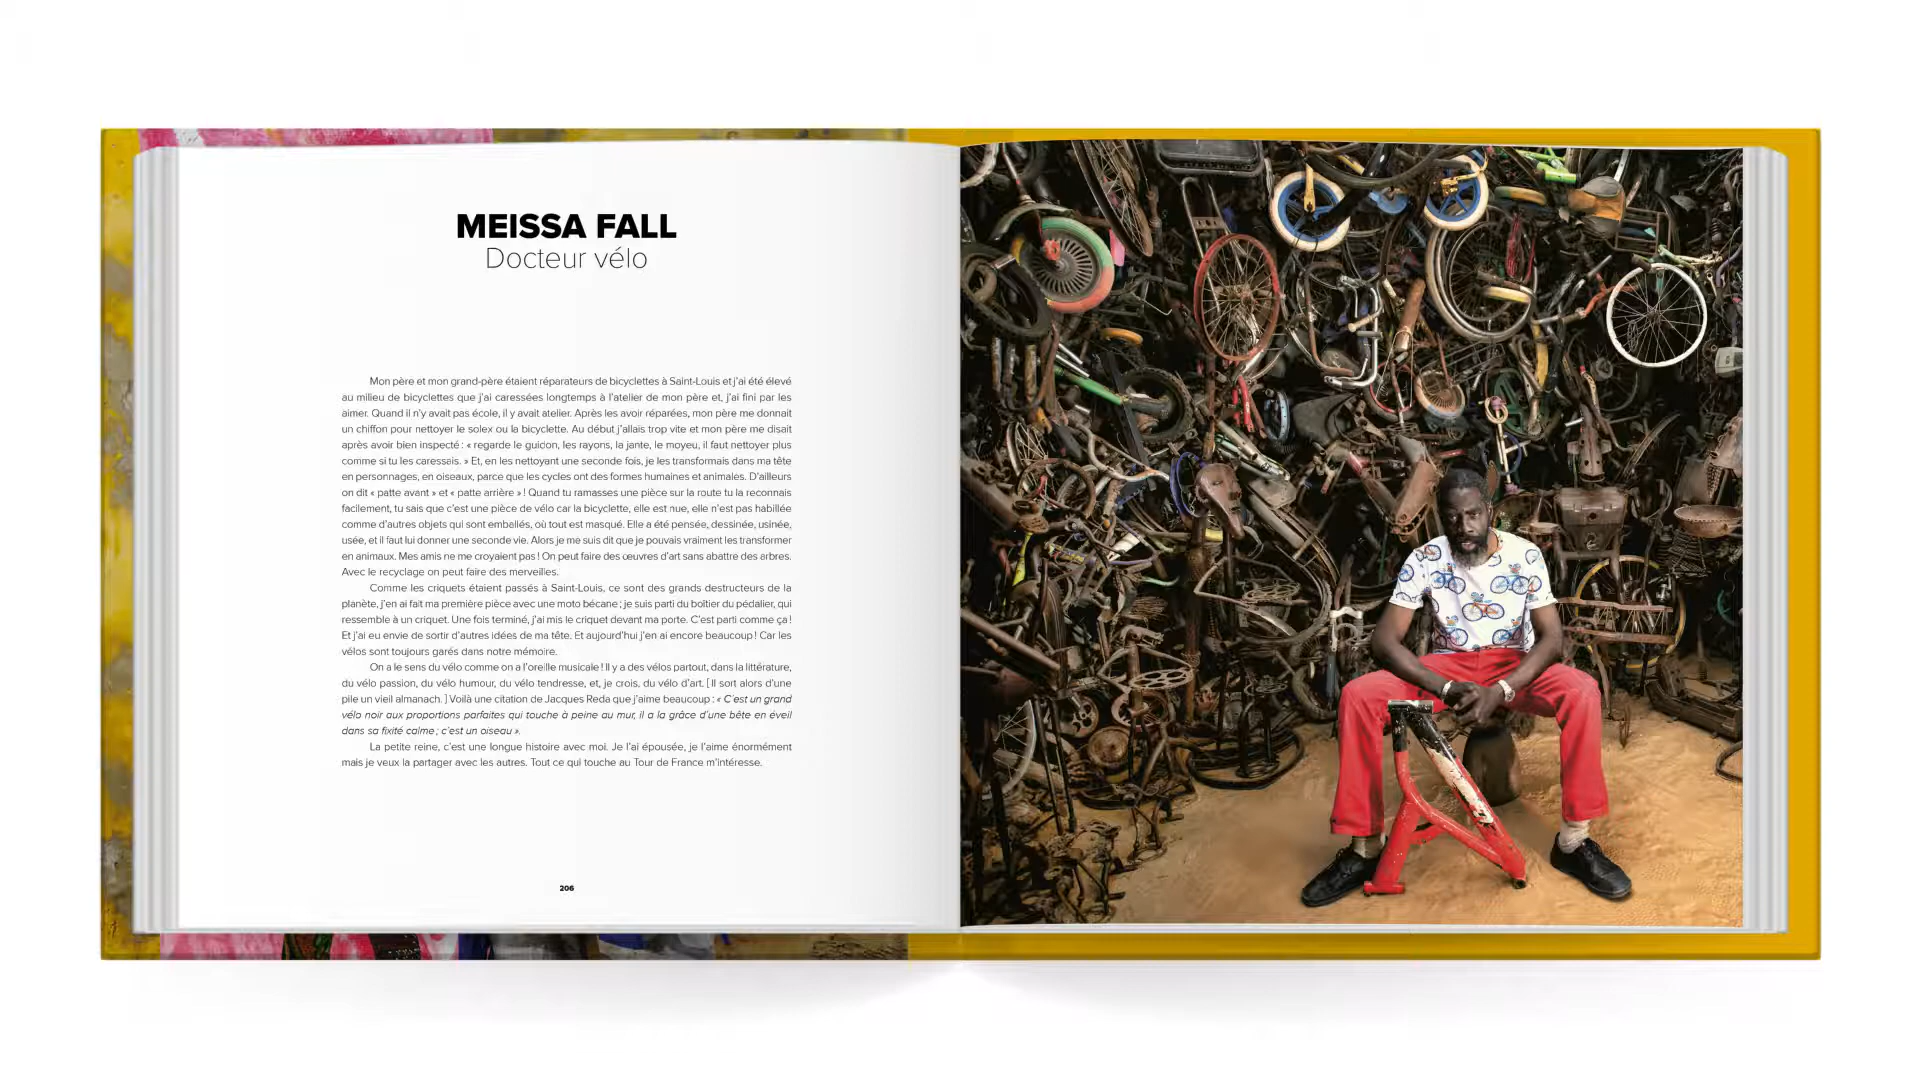 MEISSA FALL
Docteur vélo
Mon père et mon grand-père étaient réparateurs de bicyclettes à Saint-Louis et j'ai été élevé
au milieu de bicyclettes que j'ai caressées longtemps à l'atelier de mon père et, j'ai fini par les
aimer. Quand il n'y avait pas école, il y avait atelier. Après les avoir réparées, mon père me donnait
un chiffon pour nettoyer le solex ou la bicyclette. Au début j'allais trop vite et mon père me disait
après avoir bien inspecté : « regarde le guidon, les rayons, la jante, le moyeu, il faut nettoyer plus
comme si tu les caressais. » Et, en les nettoyant une seconde fois, je les transformais dans ma tête
en personnages, en oiseaux, parce que les cycles ont des formes humaines et animales. D'ailleurs
on dit « patte avant » et « patte arrière » ! Quand tu ramasses une pièce sur la route tu la reconnais
facilement, tu sais que c'est une pièce de vélo car la bicyclette, elle est nue, elle n'est pas habillée
comme d'autres objets qui sont emballés, où tout est masqué. Elle a été pensée, dessinée, usinée,
usée, et il faut lui donner une seconde vie. Alors je me suis dit que je pouvais vraiment les transformer
en animaux. Mes amis ne me croyaient pas ! On peut faire des œuvres d'art sans abattre des arbres.
Avec le recyclage on peut faire des merveilles.
Comme les criquets étaient passés à Saint-Louis, ce sont des grands destructeurs de la
planète, j'en ai fait ma première pièce avec une moto bécane ; je suis parti du boîtier du pédalier, qui
ressemble à un criquet. Une fois terminé, j'ai mis le criquet devant ma porte. C'est parti comme ça !
Et j'ai eu envie de sortir d'autres idées de ma tête. Et aujourd'hui j'en ai encore beaucoup ! Car les
vélos sont toujours garés dans notre mémoire.
On a le sens du vélo comme on a l'oreille musicale ! Il y a des vélos partout, dans la littérature,
du vélo passion, du vélo humour, du vélo tendresse, et, je crois, du vélo d'art. [ Il sort alors d'une
pile un vieil almanach. ] Voilà une citation de Jacques Reda que j'aime beaucoup : « C'est un grand
vélo noir aux proportions parfaites qui touche à peine au mur, il a la grâce d'une bête en éveil
dans sa fixité calme ; c'est un oiseau ».
La petite reine, c'est une longue histoire avec moi. Je l'ai épousée, je l'aime énormément
mais je veux la partager avec les autres. Tout ce qui touche au Tour de France m'intéresse.
206